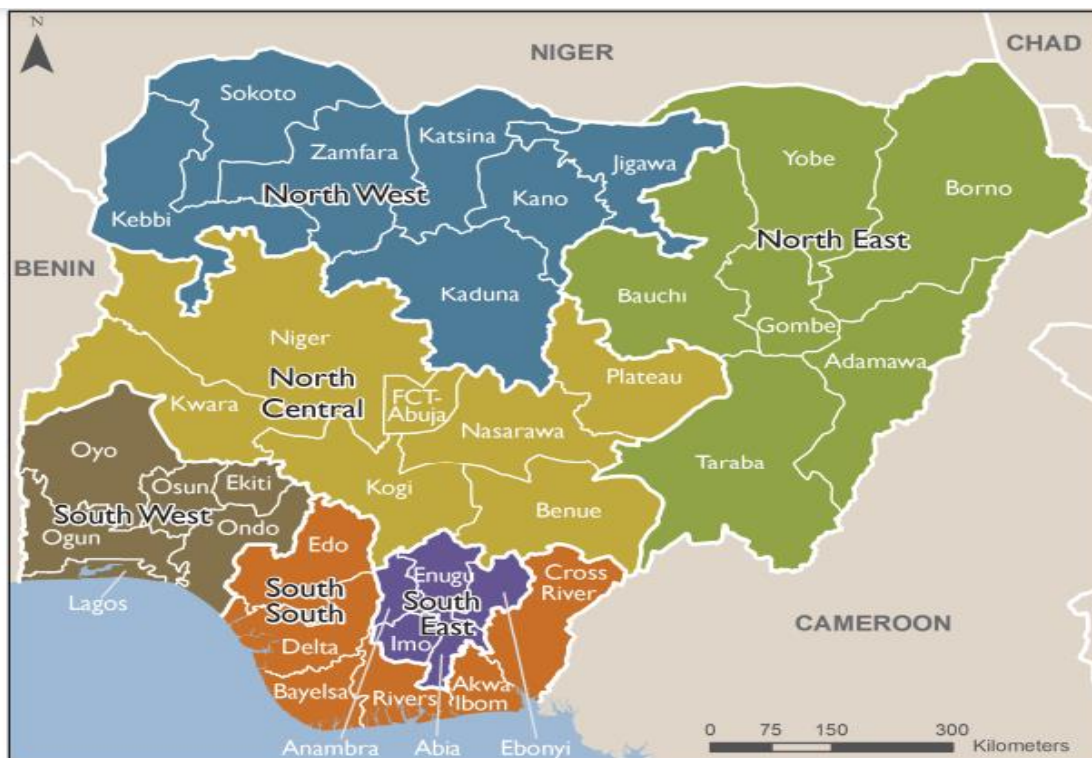 N
NIGER
CHAD
Sokoto
Katsina
Zamfara
Jigawa
Yobe
Borno
North West
Kano
Kebbi
North East
BENIN
Kaduna
Bauchi
Gombe
Niger
Adamawa
Plateau
North
Central
FCT-
Abuja
Kwara
Nasarawa
Oyo
Taraba
Osun
Ekiti
Kogi
Benue
South West
Ondo
Ogun
Edo
Enugu
Cross
River
Lagos
South
South
South
East
CAMEROON
Delta
Imo
Bayelsa
Rivers
Akwa
Ibom
Anambra
Abia
Ebonyi
0 75 150 300
Kilometers